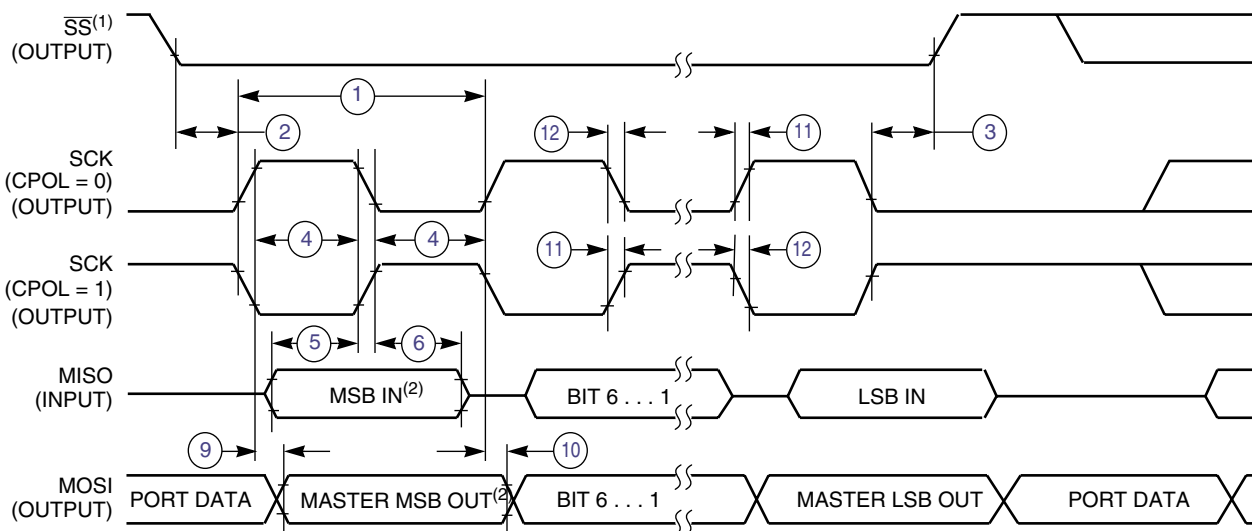 SS(1)
(OUTPUT)
1
2
12
11
3
SCK
(CPOL = 0)
(OUTPUT)
4
4
SCK
(CPOL = 1)
(OUTPUT)
11
12
5
6
MISO
(INPUT)
MSB IN(2)
BIT 6 . . . 1
LSB IN
9
10
MOSI
(OUTPUT)
PORT DATA
MASTER MSB OUT(2)
BIT 6 . . . 1
MASTER LSB OUT
PORT DATA